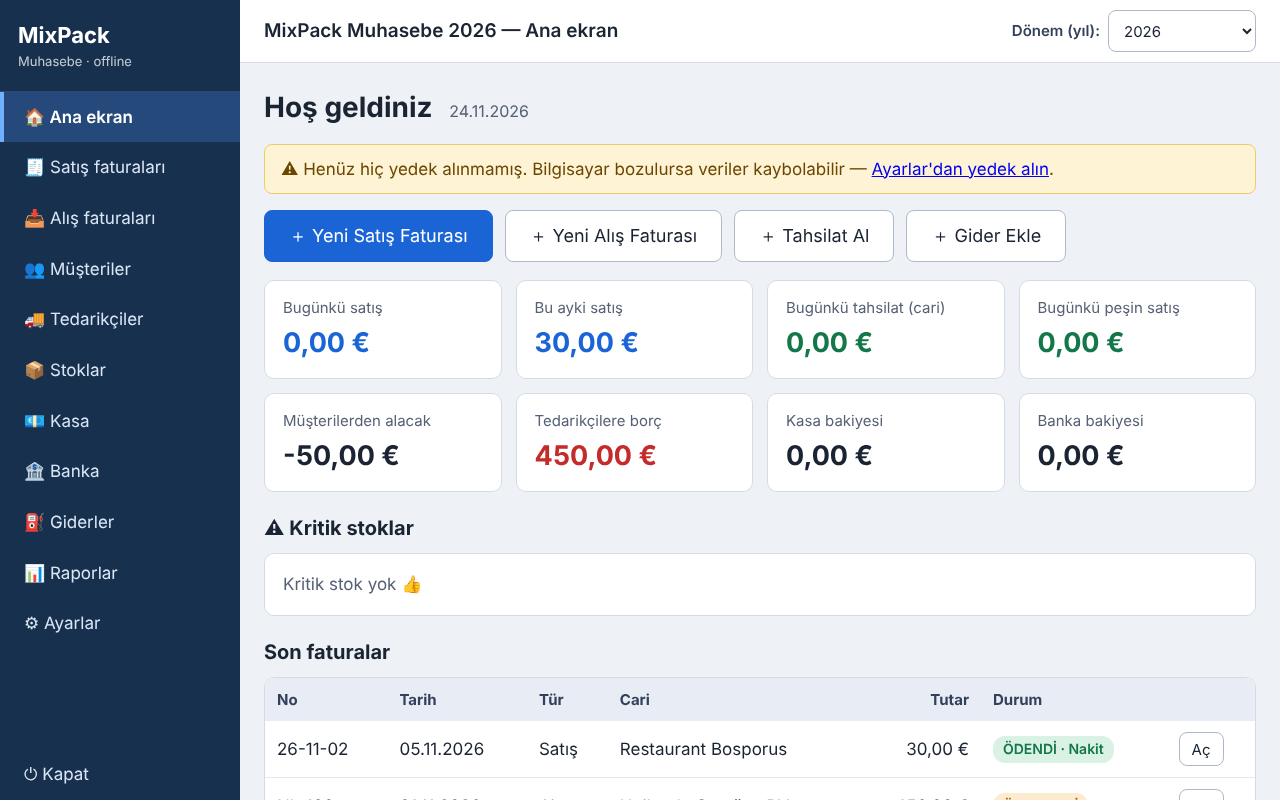 MixPack
Muhasebe · offline
🏠 Ana ekran
🧾 Satış faturaları
📥 Alış faturaları
👥 Müşteriler
🚚 Tedarikçiler
📦 Stoklar
💶 Kasa
🏦 Banka
⛽ Giderler
📊 Raporlar
⚙ Ayarlar
⏻ Kapat
MixPack Muhasebe 2026 — Ana ekran
Dönem (yıl): 2026
Hoş geldiniz 24.11.2026
⚠ Henüz hiç yedek alınmamış. Bilgisayar bozulursa veriler kaybolabilir — Ayarlar'dan yedek alın.
＋ Yeni Satış Faturası ＋ Yeni Alış Faturası ＋ Tahsilat Al ＋ Gider Ekle
Bugünkü satış
0,00 €
Bu ayki satış
30,00 €
Bugünkü tahsilat (cari)
0,00 €
Bugünkü peşin satış
0,00 €
Müşterilerden alacak
-50,00 €
Tedarikçilere borç
450,00 €
Kasa bakiyesi
0,00 €
Banka bakiyesi
0,00 €
⚠ Kritik stoklar
Kritik stok yok 👍
Son faturalar
No Tarih Tür Cari Tutar Durum
26-11-02 05.11.2026 Satış Restaurant Bosporus 30,00 € ÖDENDİ · Nakit Aç